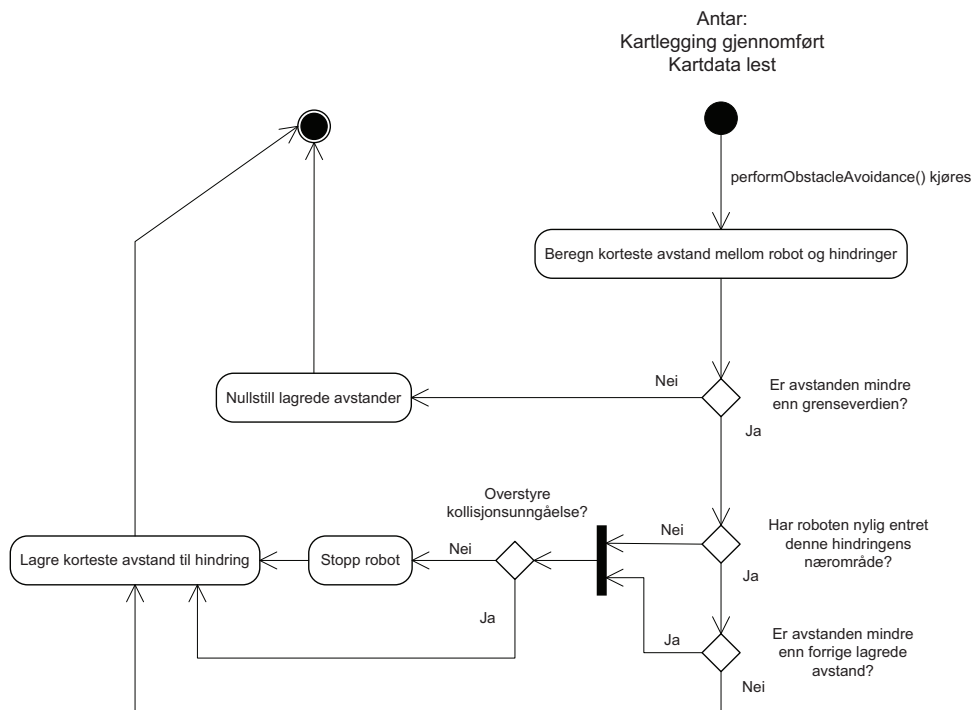 Antar:
Kartlegging gjennomført
Kartdata lest
performObstacleAvoidance() kjøres
Beregn korteste avstand mellom robot og hindringer
Nei
Er avstanden mindre
enn grenseverdien?
Nullstill lagrede avstander
Ja
Overstyre
kollisjonsunngåelse?
Har roboten nylig entret
denne hindringens
nærområde?
Nei
Nei
Lagre korteste avstand til hindring
Stopp robot
Ja
Ja
Ja
Er avstanden mindre
enn forrige lagrede
avstand?
Nei